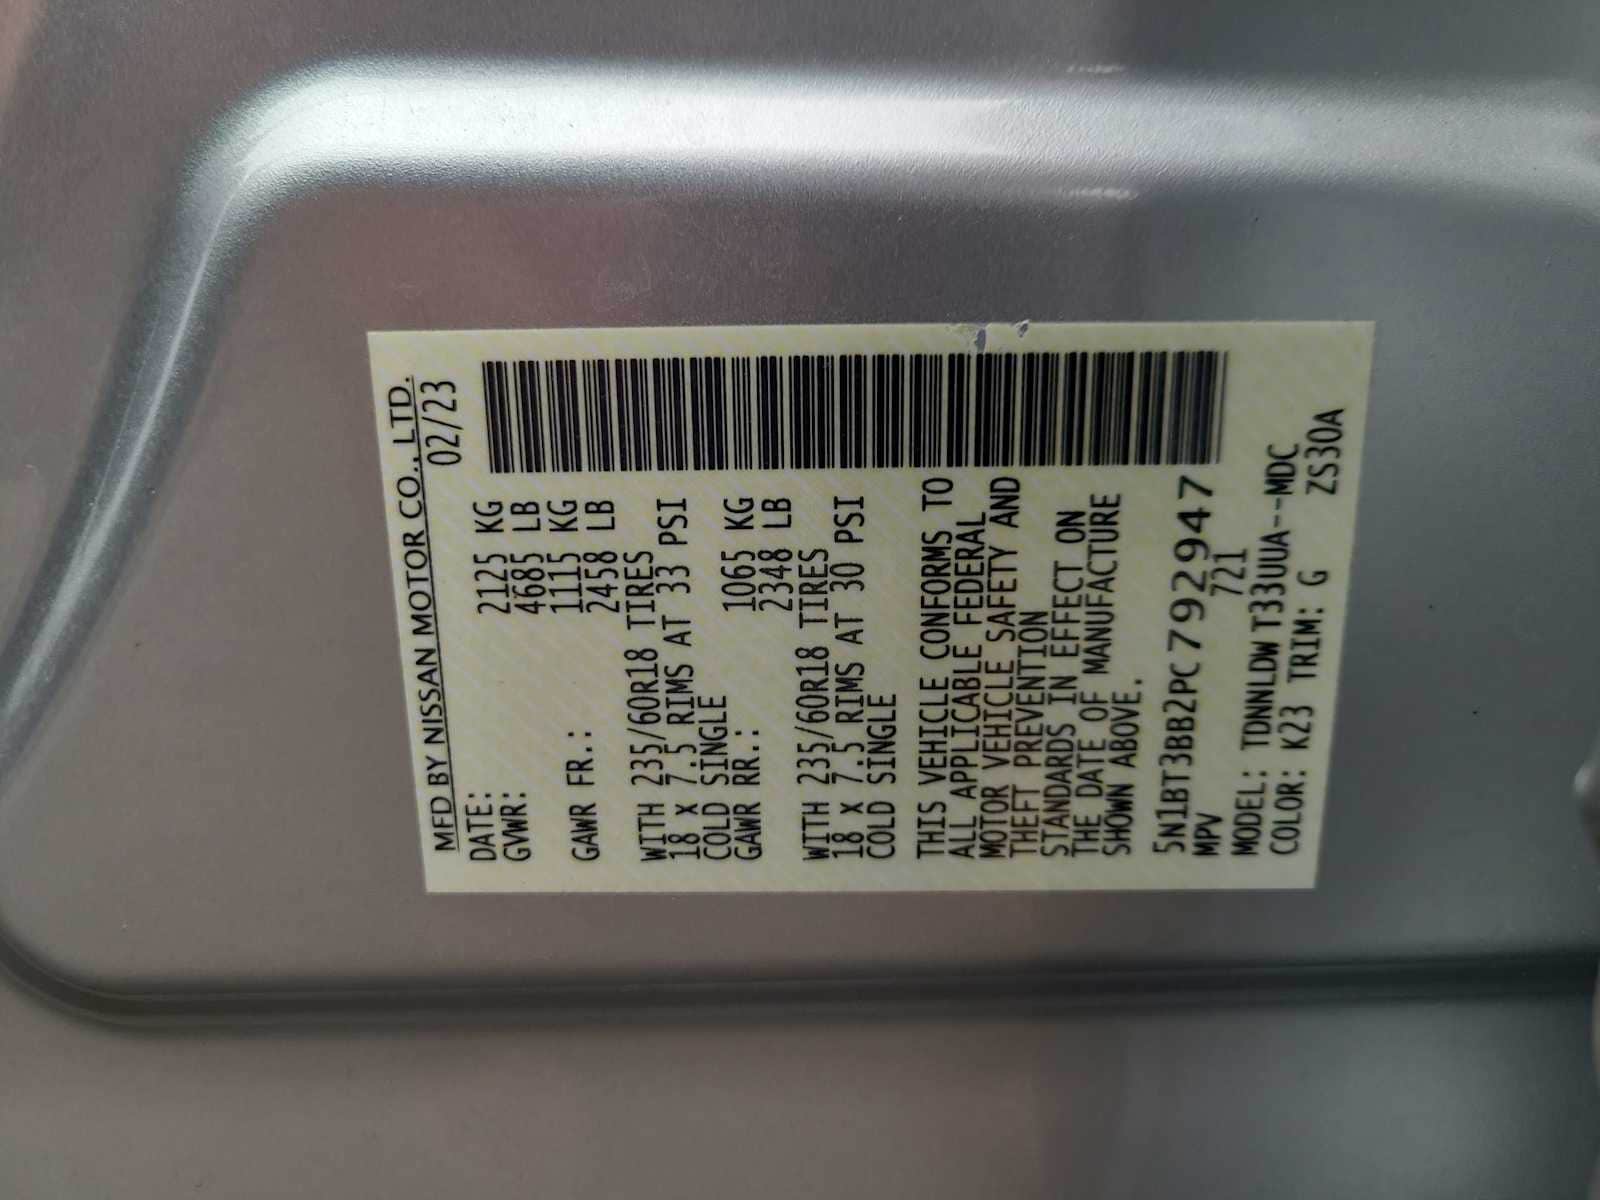 MFD BY NISSAN MOTOR CO., LTD.
DATE: 02/23
GVWR: 2125 KG
4685 LB
GAWR FR.: 1115 KG
2458 LB
WITH 235/60R18 TIRES
18 x 7.5 RIMS AT 33 PSI
COLD SINGLE
GAWR RR.: 1065 KG
2348 LB
WITH 235/60R18 TIRES
18 x 7.5 RIMS AT 30 PSI
COLD SINGLE
THIS VEHICLE CONFORMS TO
ALL APPLICABLE FEDERAL
MOTOR VEHICLE SAFETY AND
THEFT PREVENTION
STANDARDS IN EFFECT ON
THE DATE OF MANUFACTURE
SHOWN ABOVE.
5N1BT3BB2PC792947
MPV 721
MODEL: TDNNLDW T33UUA--MDC
COLOR: K23 TRIM: G ZS30A